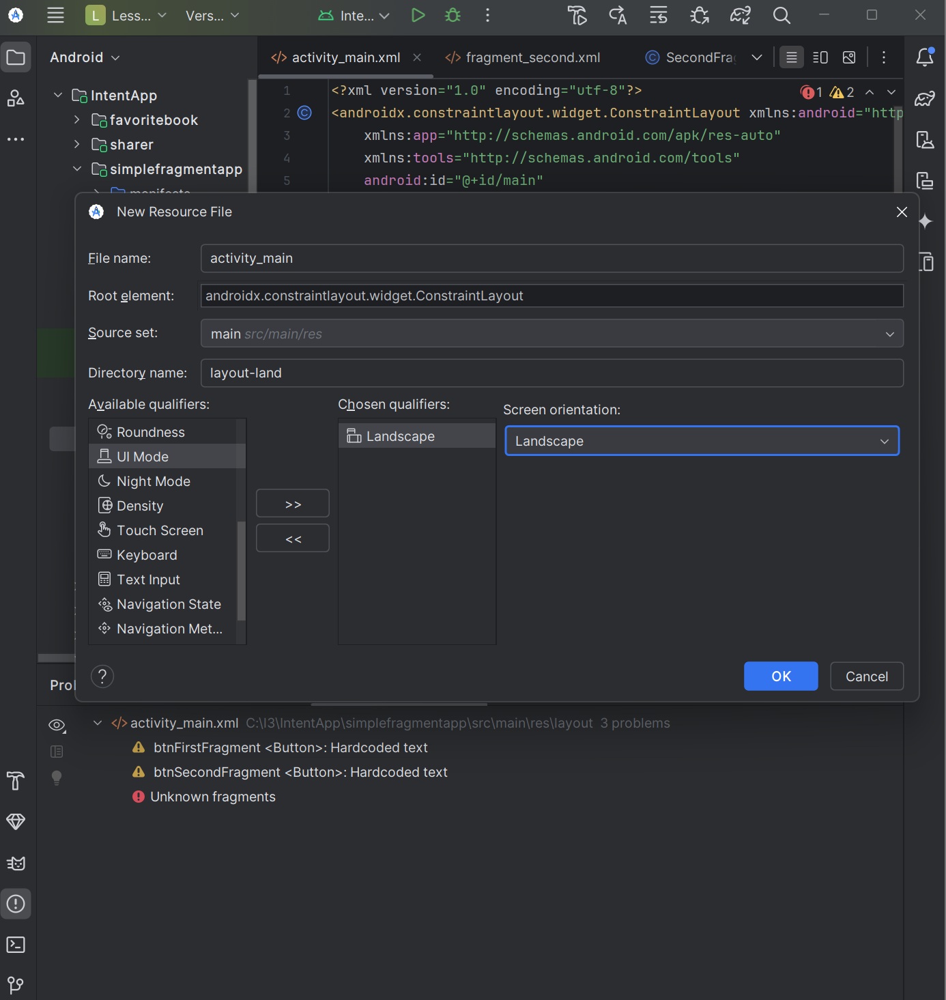 L Less... Vers... Inte...
Android
activity_main.xml fragment_second.xml SecondFra
IntentApp
favoritebook
sharer
simplefragmentapp
1 <?xml version="1.0" encoding="utf-8"?> 1 2
2 <androidx.constraintlayout.widget.ConstraintLayout xmlns:android="http
3 xmlns:app="http://schemas.android.com/apk/res-auto"
4 xmlns:tools="http://schemas.android.com/tools"
5 android:id="@+id/main"
New Resource File
File name: activity_main
Root element: androidx.constraintlayout.widget.ConstraintLayout
Source set: main src/main/res
Directory name: layout-land
Available qualifiers:
Roundness
UI Mode
Night Mode
Density
Touch Screen
Keyboard
Text Input
Navigation State
Navigation Met...
>>
<<
Chosen qualifiers:
Landscape
Screen orientation:
Landscape
?
OK Cancel
Prol
activity_main.xml C:\I3\IntentApp\simplefragmentapp\src\main\res\layout 3 problems
btnFirstFragment <Button>: Hardcoded text
btnSecondFragment <Button>: Hardcoded text
Unknown fragments